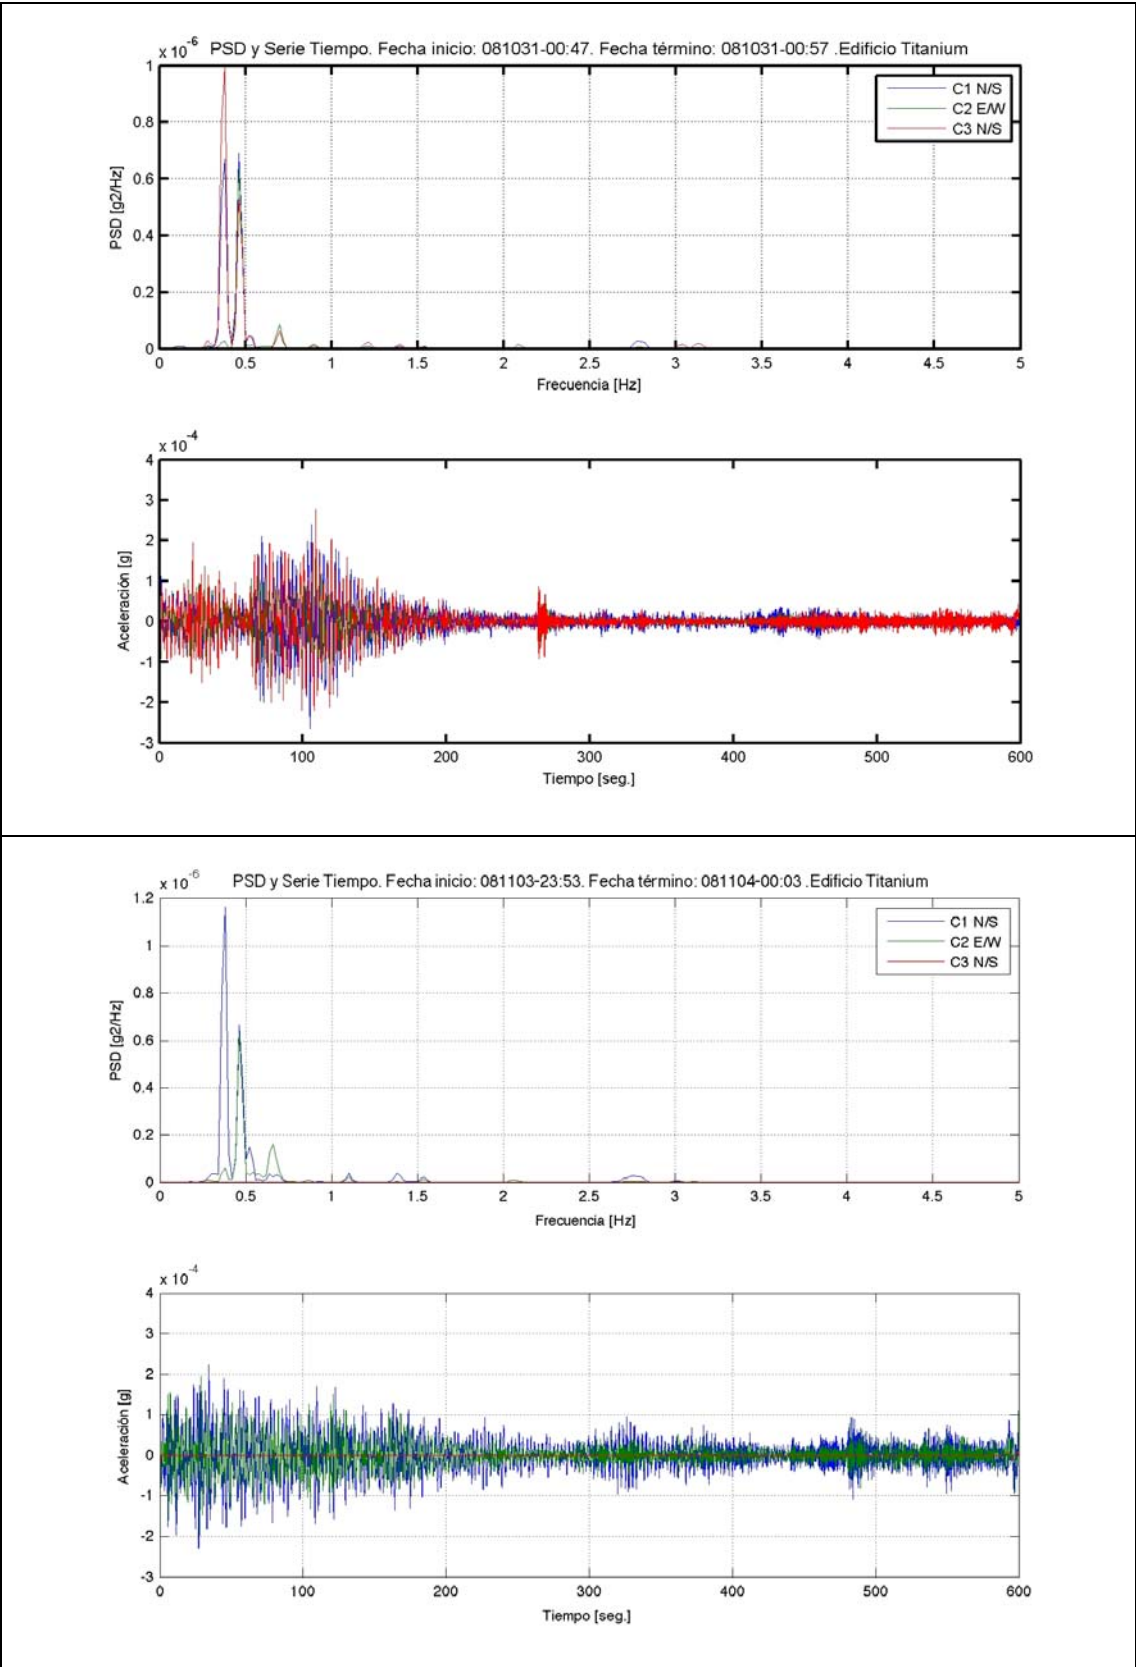 x 10-6
PSD y Serie Tiempo. Fecha inicio: 081031-00:47. Fecha término: 081031-00:57 .Edificio Titanium
1
0.8
0.6
0.4
0.2
0
PSD [g2/Hz]
C1 N/S
C2 E/W
C3 N/S
0 0.5 1 1.5 2 2.5 3 3.5 4 4.5 5
Frecuencia [Hz]
x 10-4
4
3
2
1
0
-1
-2
-3
Aceleración [g]
0 100 200 300 400 500 600
Tiempo [seg.]
x 10-6
PSD y Serie Tiempo. Fecha inicio: 081103-23:53. Fecha término: 081104-00:03 .Edificio Titanium
1.2
1
0.8
0.6
0.4
0.2
0
PSD [g2/Hz]
C1 N/S
C2 E/W
C3 N/S
0 0.5 1 1.5 2 2.5 3 3.5 4 4.5 5
Frecuencia [Hz]
x 10-4
4
3
2
1
0
-1
-2
-3
Aceleración [g]
0 100 200 300 400 500 600
Tiempo [seg.]